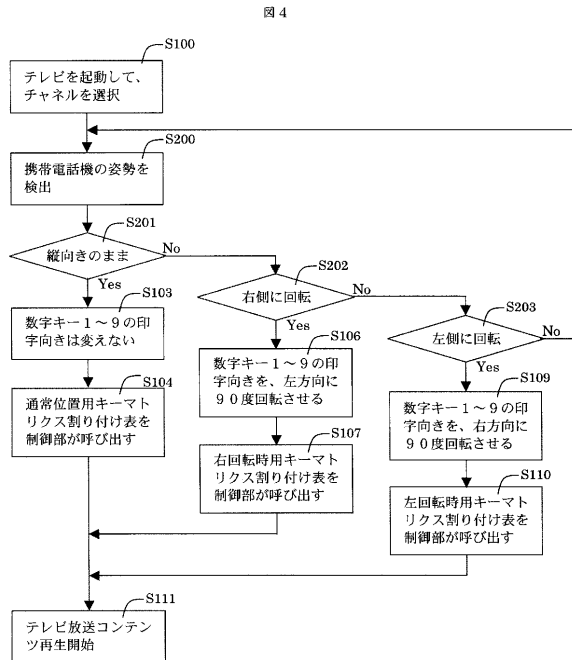 図４
S100
テレビを起動して、
チャネルを選択
S200
携帯電話機の姿勢を
検出
S201
縦向きのまま
No
Yes
S202
右側に回転
No
Yes
S203
左側に回転
No
Yes
S103
数字キー１～９の印
字向きは変えない
S106
数字キー１～９の印
字向きを、左方向に
９０度回転させる
S109
数字キー１～９の印
字向きを、右方向に
９０度回転させる
S104
通常位置用キーマト
リクス割り付け表を
制御部が呼び出す
S107
右回転時用キーマト
リクス割り付け表を
制御部が呼び出す
S110
左回転時用キーマト
リクス割り付け表を
制御部が呼び出す
S111
テレビ放送コンテン
ツ再生開始